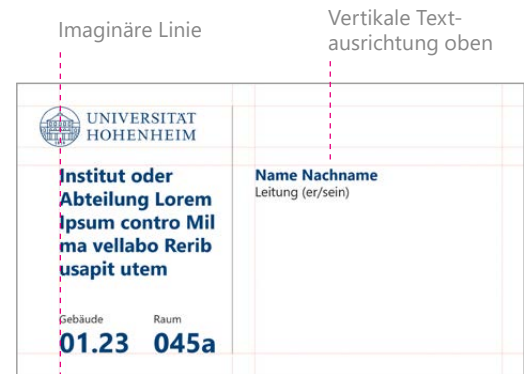 Imaginäre Linie
Vertikale Text-
ausrichtung oben
UNIVERSITÄT
HOHENHEIM
Institut oder
Abteilung Lorem
Ipsum contro Mil
ma vellabo Rerib
usapit utem
Name Nachname
Leitung (er/sein)
Gebäude Raum
01.23 045a